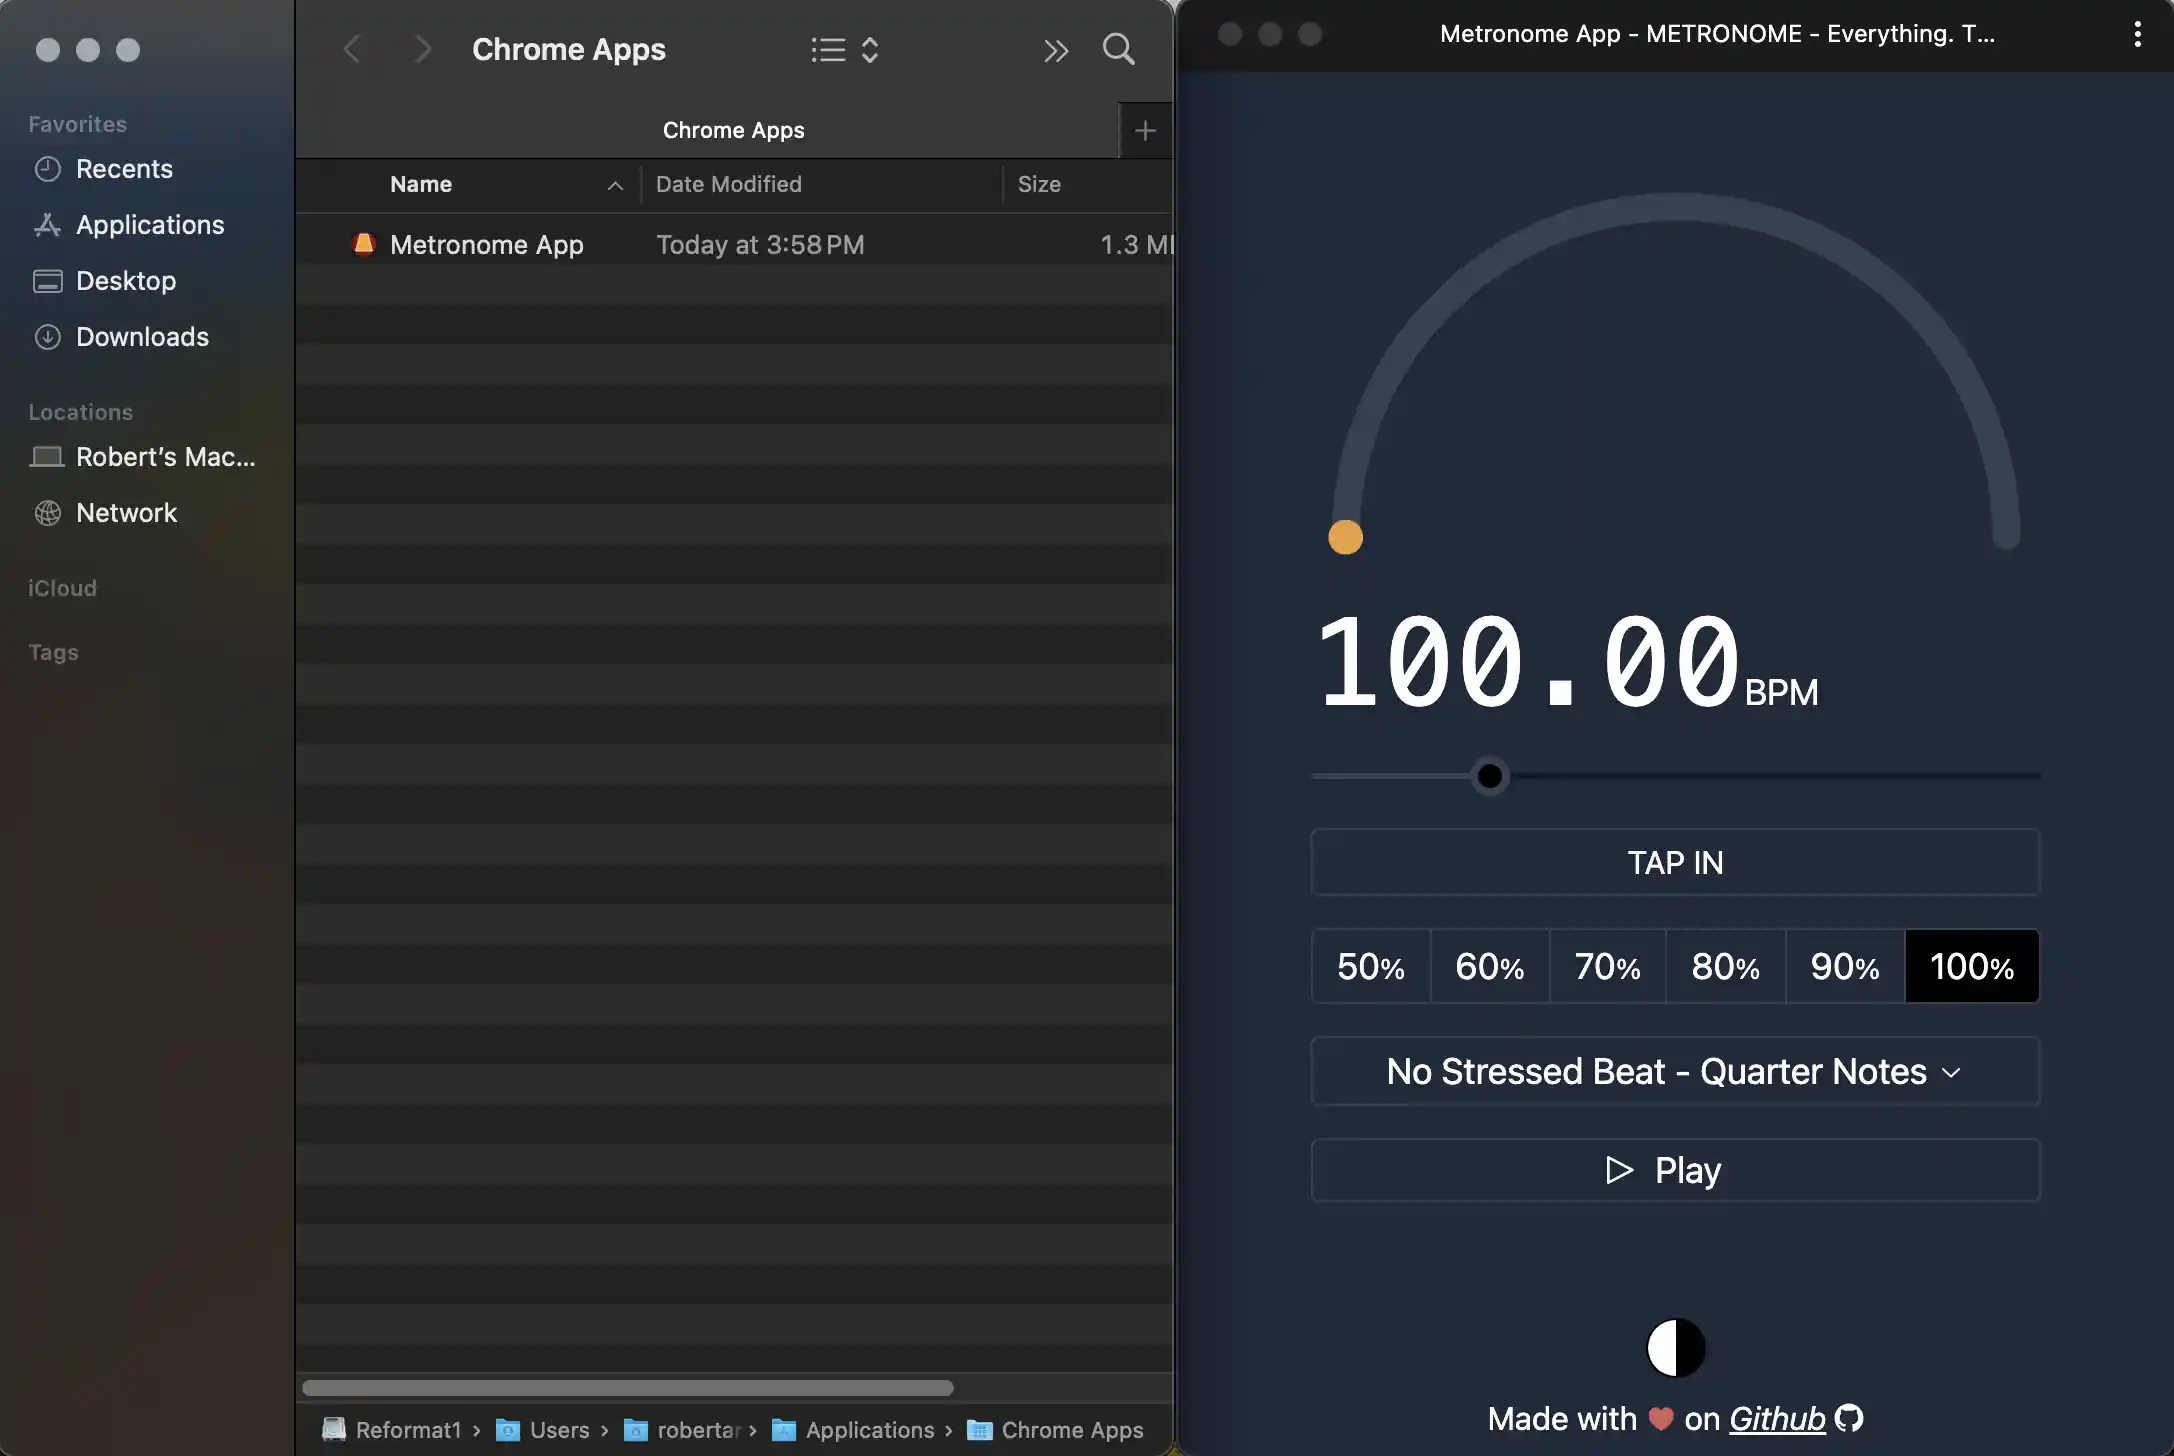 Favorites
Recents
Applications
Desktop
Downloads
Locations
Robert’s Mac...
Network
iCloud
Tags
Chrome Apps
Chrome Apps
Name Date Modified Size
Metronome App Today at 3:58 PM 1.3
Reformat1 › Users › robertar › Applications › Chrome Apps
Metronome App - METRONOME - Everything. T...
100.00 BPM
TAP IN
50% 60% 70% 80% 90% 100%
No Stressed Beat - Quarter Notes
Play
Made with ❤ on Github